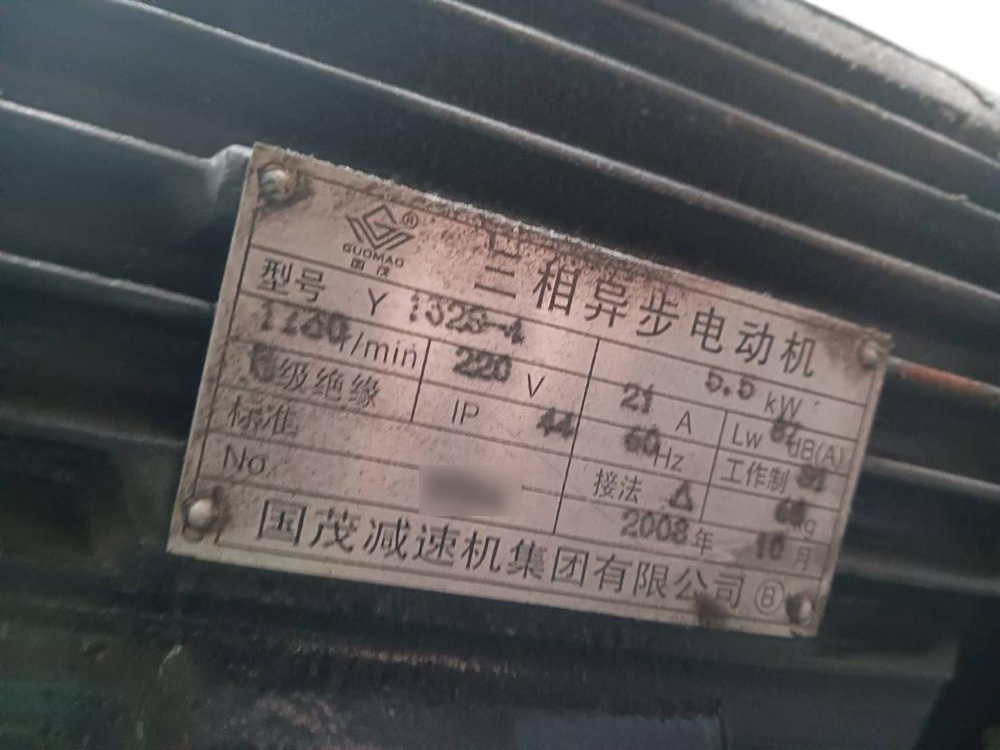 GUOMAO ®
国茂
三相异步电动机
型号 Y 132S-4 5.5 kW
r/min 220 V 21 A Lw dB(A)
级绝缘 IP 44 60 Hz 工作制
标准 接法 △ kg
No. 2008 年 10 月
国茂减速机集团有限公司 B